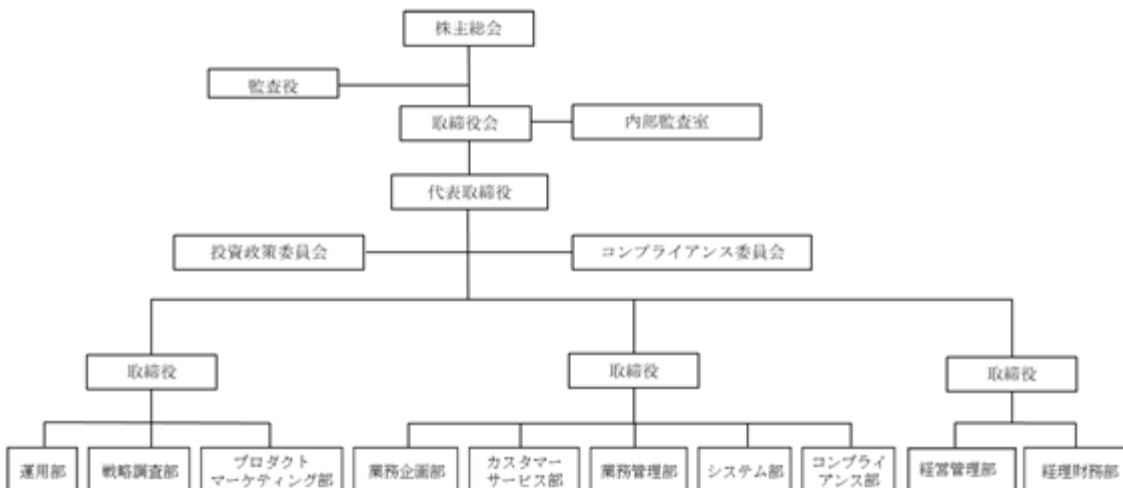 株主総会
監査役
取締役会
内部監査室
代表取締役
投資政策委員会
コンプライアンス委員会
取締役
取締役
取締役
運用部
戦略調査部
プロダクト
マーケティング部
業務企画部
カスタマー
サービス部
業務管理部
システム部
コンプライ
アンス部
経営管理部
経理財務部